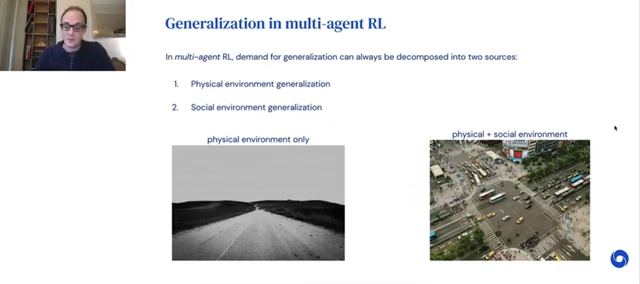 Generalization in multi-agent RL
In multi-agent RL, demand for generalization can always be decomposed into two sources:
1. Physical environment generalization
2. Social environment generalization
physical environment only
physical + social environment